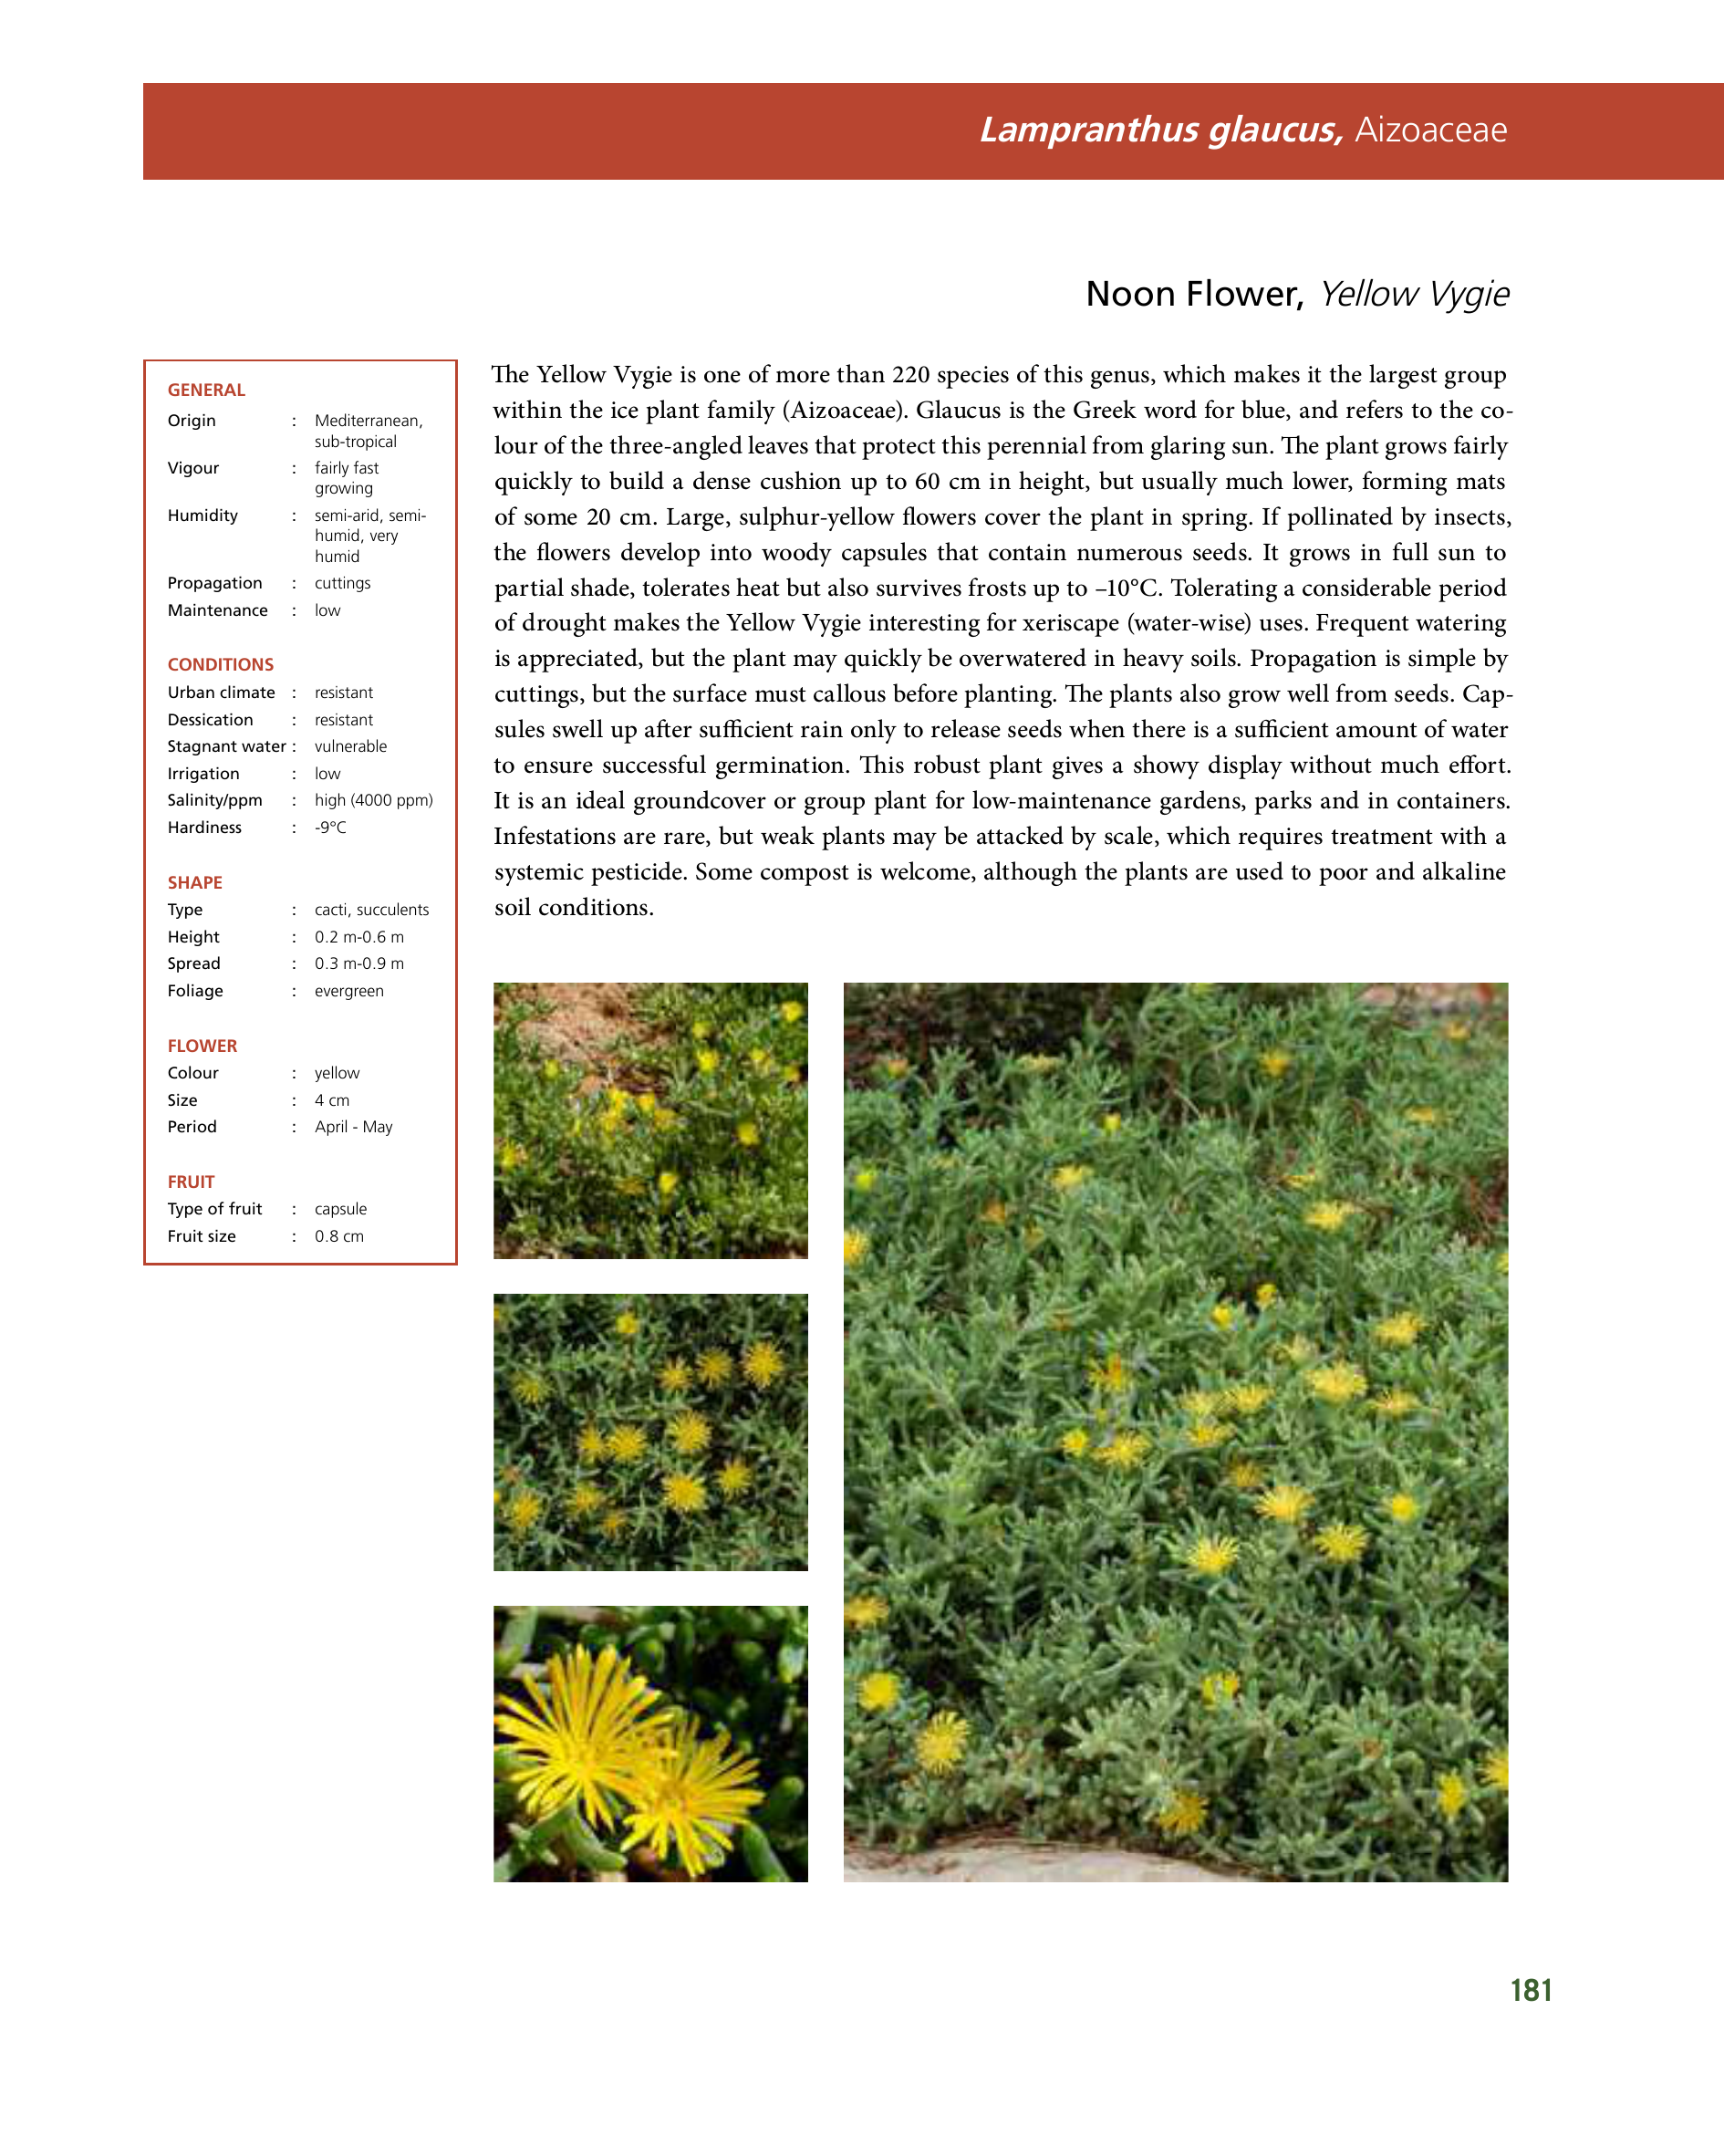 Lampranthus glaucus, Aizoaceae
Noon Flower, Yellow Vygie
GENERAL
Origin : Mediterranean,
sub-tropical
Vigour : fairly fast
growing
Humidity : semi-arid, semi-
humid, very
humid
Propagation : cuttings
Maintenance : low
CONDITIONS
Urban climate : resistant
Dessication : resistant
Stagnant water : vulnerable
Irrigation : low
Salinity/ppm : high (4000 ppm)
Hardiness : -9°C
SHAPE
Type : cacti, succulents
Height : 0.2 m-0.6 m
Spread : 0.3 m-0.9 m
Foliage : evergreen
FLOWER
Colour : yellow
Size : 4 cm
Period : April - May
FRUIT
Type of fruit : capsule
Fruit size : 0.8 cm
The Yellow Vygie is one of more than 220 species of this genus, which makes it the largest group
within the ice plant family (Aizoaceae). Glaucus is the Greek word for blue, and refers to the co-
lour of the three-angled leaves that protect this perennial from glaring sun. The plant grows fairly
quickly to build a dense cushion up to 60 cm in height, but usually much lower, forming mats
of some 20 cm. Large, sulphur-yellow flowers cover the plant in spring. If pollinated by insects,
the flowers develop into woody capsules that contain numerous seeds. It grows in full sun to
partial shade, tolerates heat but also survives frosts up to –10°C. Tolerating a considerable period
of drought makes the Yellow Vygie interesting for xeriscape (water-wise) uses. Frequent watering
is appreciated, but the plant may quickly be overwatered in heavy soils. Propagation is simple by
cuttings, but the surface must callous before planting. The plants also grow well from seeds. Cap-
sules swell up after sufficient rain only to release seeds when there is a sufficient amount of water
to ensure successful germination. This robust plant gives a showy display without much effort.
It is an ideal groundcover or group plant for low-maintenance gardens, parks and in containers.
Infestations are rare, but weak plants may be attacked by scale, which requires treatment with a
systemic pesticide. Some compost is welcome, although the plants are used to poor and alkaline
soil conditions.
181